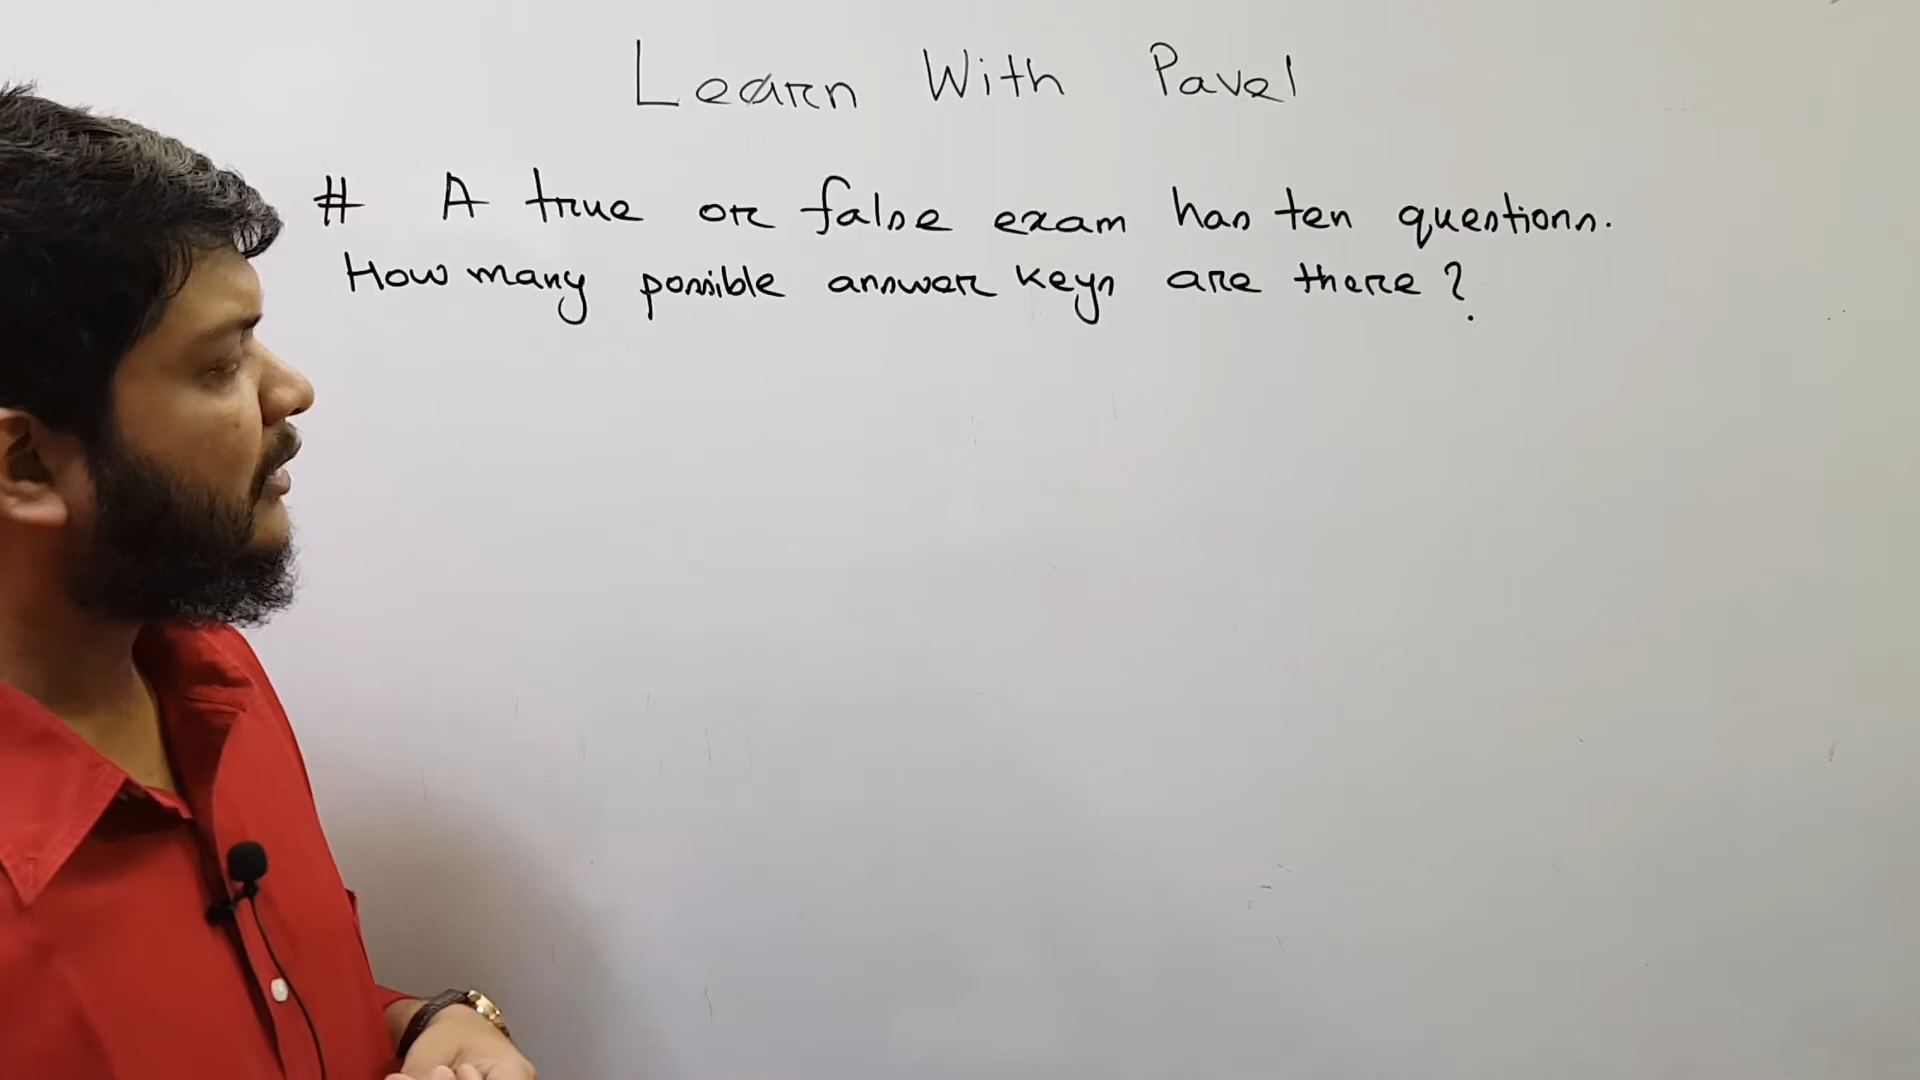 Learn With Pavel
# A true or false exam has ten questions.
How many possible answer keys are there?